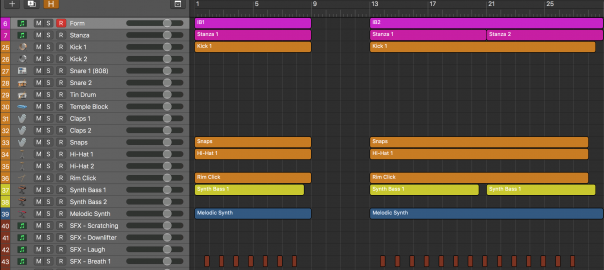 + H 1 5 9 13 17 21 25
6 M S R Form IB1 IB2
7 M S R Stanza Stanza 1 Stanza 1 Stanza 2
25 M S R Kick 1 Kick 1 Kick 1
26 M S R Kick 2
27 M S R Snare 1 (808)
28 M S R Snare 2
29 M S R Tin Drum
30 M S R Temple Block
31 M S R Claps 1
32 M S R Claps 2
33 M S R Snaps Snaps Snaps
34 M S R Hi-Hat 1 Hi-Hat 1 Hi-Hat 1
35 M S R Hi-Hat 2
36 M S R Rim Click Rim Click Rim Click
37 M S R Synth Bass 1 Synth Bass 1 Synth Bass 1 Synth Bass 1
38 M S R Synth Bass 2
39 M S R Melodic Synth Melodic Synth Melodic Synth
40 M S R SFX - Scratching
41 M S R SFX - Downlifter
42 M S R SFX - Laugh
43 M S R SFX - Breath 1